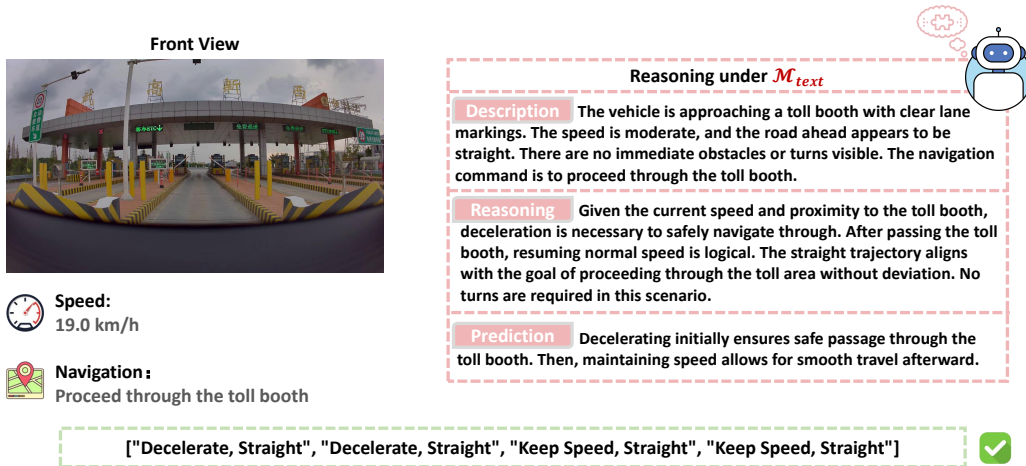 Front View
Speed:
19.0 km/h
Navigation：
Proceed through the toll booth
Reasoning under M_text
Description The vehicle is approaching a toll booth with clear lane
markings. The speed is moderate, and the road ahead appears to be
straight. There are no immediate obstacles or turns visible. The navigation
command is to proceed through the toll booth.
Reasoning Given the current speed and proximity to the toll booth,
deceleration is necessary to safely navigate through. After passing the toll
booth, resuming normal speed is logical. The straight trajectory aligns
with the goal of proceeding through the toll area without deviation. No
turns are required in this scenario.
Prediction Decelerating initially ensures safe passage through the
toll booth. Then, maintaining speed allows for smooth travel afterward.
["Decelerate, Straight", "Decelerate, Straight", "Keep Speed, Straight", "Keep Speed, Straight"]